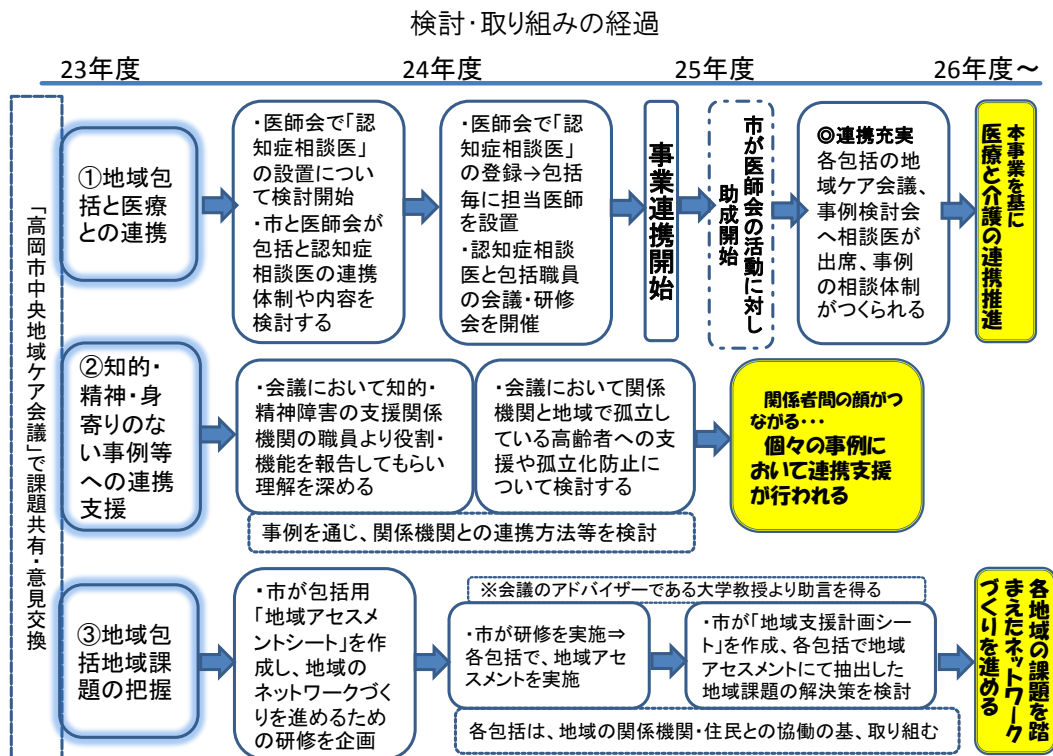 検討・取り組みの経過
23年度
24年度
25年度
26年度～
「高岡市中央地域ケア会議」で課題共有・意見交換
①地域包
括と医療
との連携
・医師会で「認
知症相談医」
の設置につい
て検討開始
・市と医師会が
包括と認知症
相談医の連携
体制や内容を
検討する
・医師会で「認
知症相談医」
の登録→包括
毎に担当医師
を設置
・認知症相談
医と包括職員
の会議・研修
会を開催
事業連携開始
市が医師会の活動に対し
助成開始
◎連携充実
各包括の地
域ケア会議、
事例検討会
へ相談医が
出席、事例
の相談体制
がつくられる
本事業を基に
医療と介護の連携推進
②知的・
精神・身
寄りのな
い事例等
への連携
支援
・会議において知的・
精神障害の支援関係
機関の職員より役割・
機能を報告してもらい
理解を深める
・会議において関係
機関と地域で孤立し
ている高齢者への支
援や孤立化防止に
ついて検討する
事例を通じ、関係機関との連携方法等を検討
関係者間の顔がつ
ながる・・・
個々の事例に
おいて連携支援
が行われる
③地域包
括地域課
題の把握
・市が包括用
「地域アセスメ
ントシート」を作
成し、地域の
ネットワークづく
りを進めるため
の研修を企画
※会議のアドバイザーである大学教授より助言を得る
・市が研修を実施⇒
各包括で、地域アセ
スメントを実施
・市が「地域支援計画シー
ト」を作成、各包括で地域
アセスメントにて抽出した
地域課題の解決策を検討
各包括は、地域の関係機関・住民との協働の基、取り組む
各地域の課題を踏
まえたネットワーク
づくりを進める